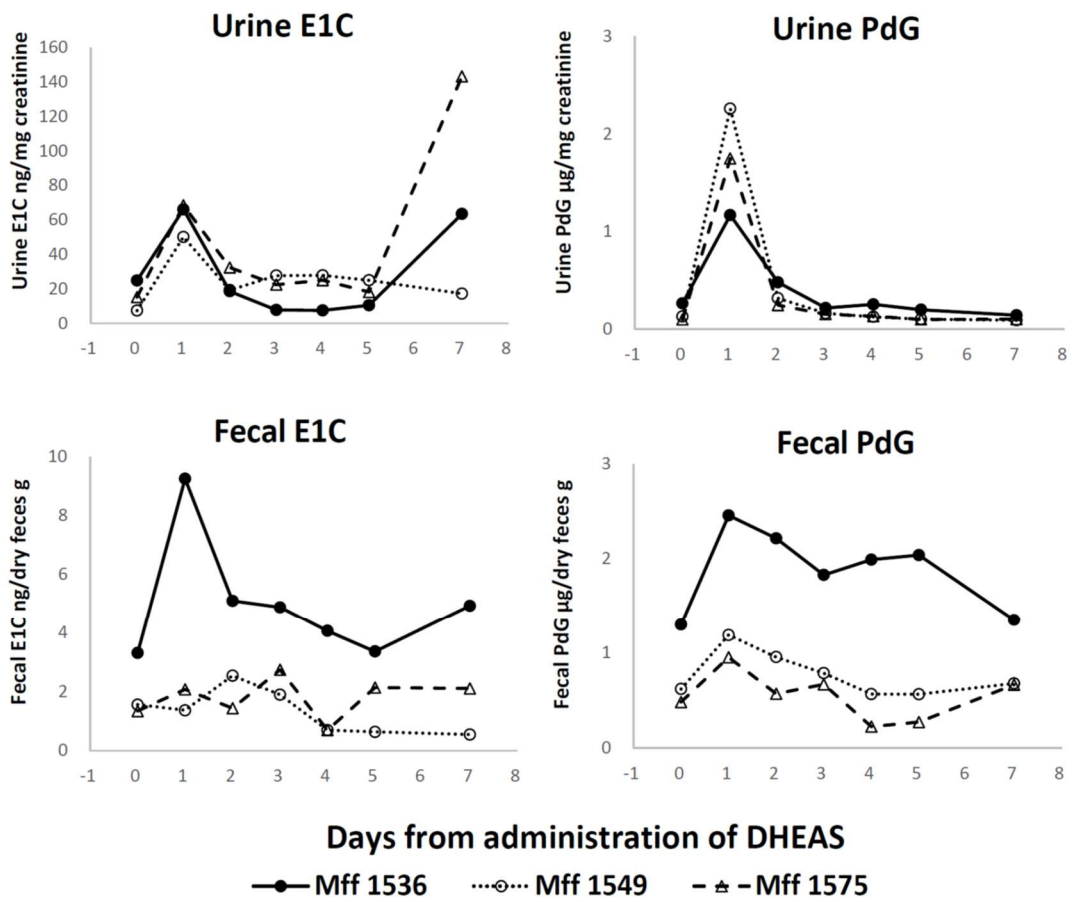 Urine E1C
Urine E1C ng/mg creatinine
160
140
120
100
80
60
40
20
0
-1 0 1 2 3 4 5 6 7 8
Urine PdG
Urine PdG µg/mg creatinine
3
2
1
0
-1 0 1 2 3 4 5 6 7 8
Fecal E1C
Fecal E1C ng/dry feces g
10
8
6
4
2
0
-1 0 1 2 3 4 5 6 7 8
Fecal PdG
Fecal PdG µg/dry feces g
3
2
1
0
-1 0 1 2 3 4 5 6 7 8
Days from administration of DHEAS
Mff 1536 Mff 1549 Mff 1575